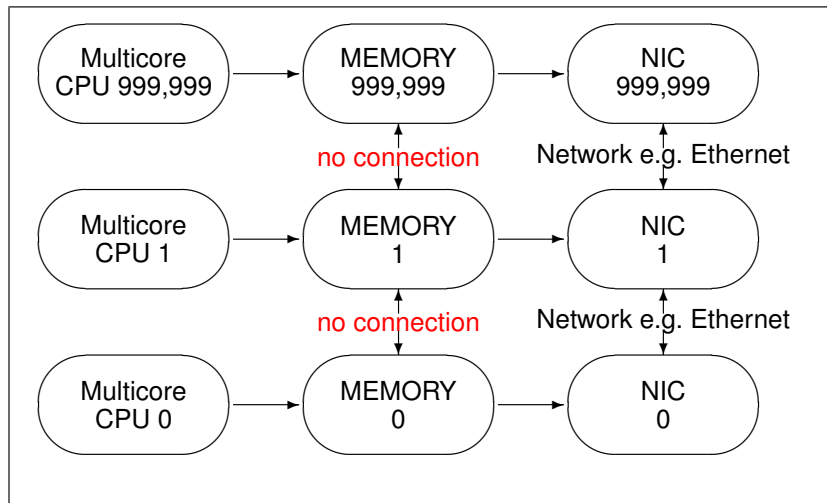 Multicore
CPU 999,999
MEMORY
999,999
NIC
999,999
no connection
Network e.g. Ethernet
Multicore
CPU 1
MEMORY
1
NIC
1
no connection
Network e.g. Ethernet
Multicore
CPU 0
MEMORY
0
NIC
0